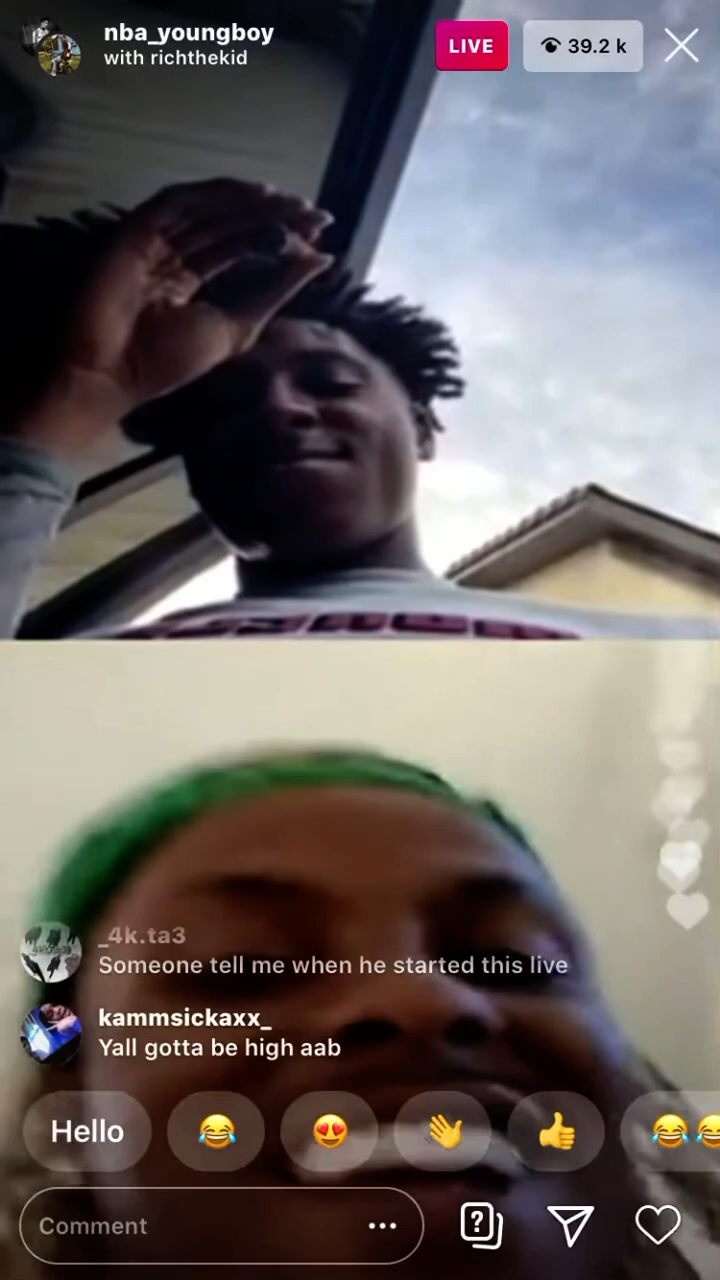 nba_youngboy
with richthekid
LIVE
39.2 k
_4k.ta3
Someone tell me when he started this live
kammsickaxx_
Yall gotta be high aab
Hello
Comment